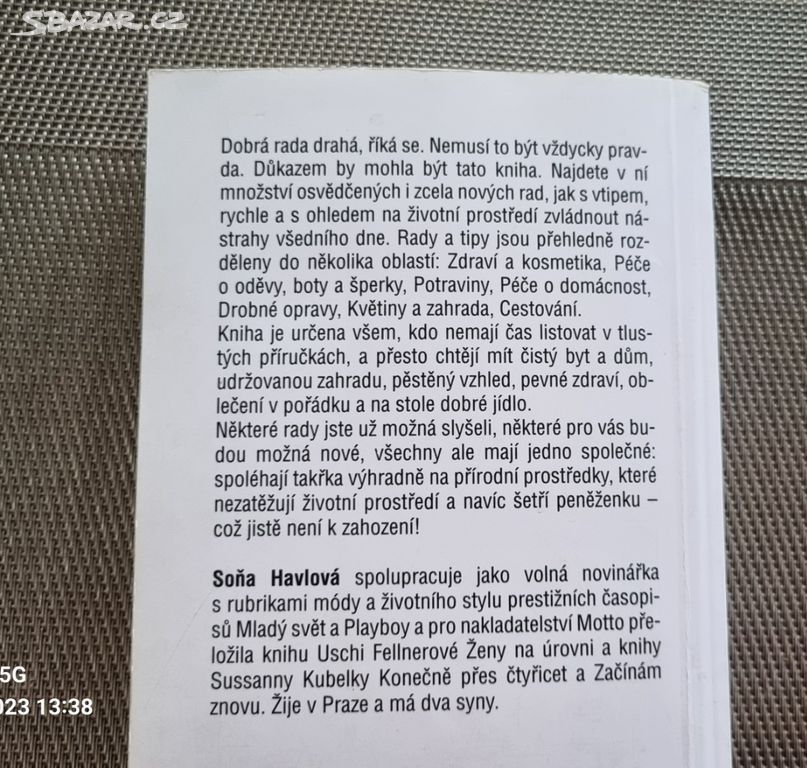 SBAZAR.CZ
Dobrá rada drahá, říká se. Nemusí to být vždycky prav-
da. Důkazem by mohla být tato kniha. Najdete v ní
množství osvědčených i zcela nových rad, jak s vtipem,
rychle a s ohledem na životní prostředí zvládnout ná-
strahy všedního dne. Rady a tipy jsou přehledně roz-
děleny do několika oblastí: Zdraví a kosmetika, Péče
o oděvy, boty a šperky, Potraviny, Péče o domácnost,
Drobné opravy, Květiny a zahrada, Cestování.
Kniha je určena všem, kdo nemají čas listovat v tlus-
tých příručkách, a přesto chtějí mít čistý byt a dům,
udržovanou zahradu, pěstěný vzhled, pevné zdraví, ob-
lečení v pořádku a na stole dobré jídlo.
Některé rady jste už možná slyšeli, některé pro vás bu-
dou možná nové, všechny ale mají jedno společné:
spoléhají takřka výhradně na přírodní prostředky, které
nezatěžují životní prostředí a navíc šetří peněženku –
což jistě není k zahození!
Soňa Havlová spolupracuje jako volná novinářka
s rubrikami módy a životního stylu prestižních časopi-
sů Mladý svět a Playboy a pro nakladatelství Motto pře-
ložila knihu Uschi Fellnerové Ženy na úrovni a knihy
Sussanny Kubelky Konečně přes čtyřicet a Začínám
znovu. Žije v Praze a má dva syny.
5G
023 13:38